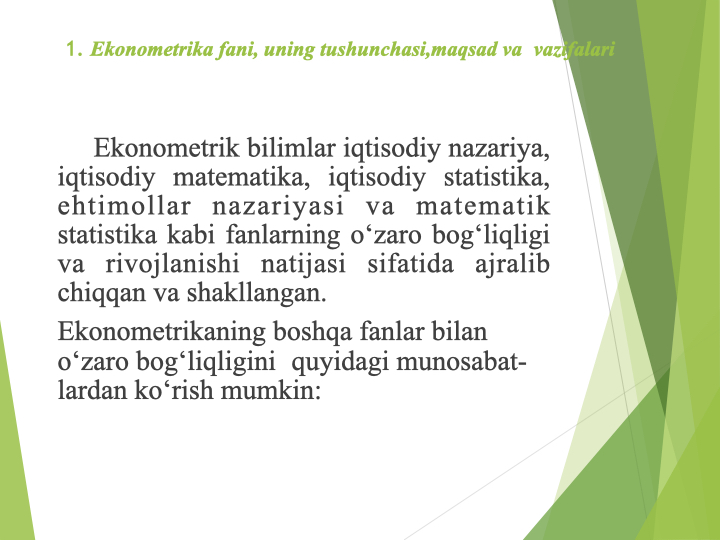 1. Ekonometrika fani, uning tushunchasi,maqsad va  vazifalari
Ekonometrik bilimlar iqtisodiy nazariya,
iqtisodiy matematika, iqtisodiy statistika,
ehtimollar nazariyasi va matematik
statistika kabi fanlarning o‘zaro bog‘liqligi
va rivojlanishi natijasi sifatida ajralib
chiqqan va shakllangan.
Ekonometrikaning boshqa fanlar bilan
o‘zaro bog‘liqligini  quyidagi munosabat-
lardan ko‘rish mumkin: